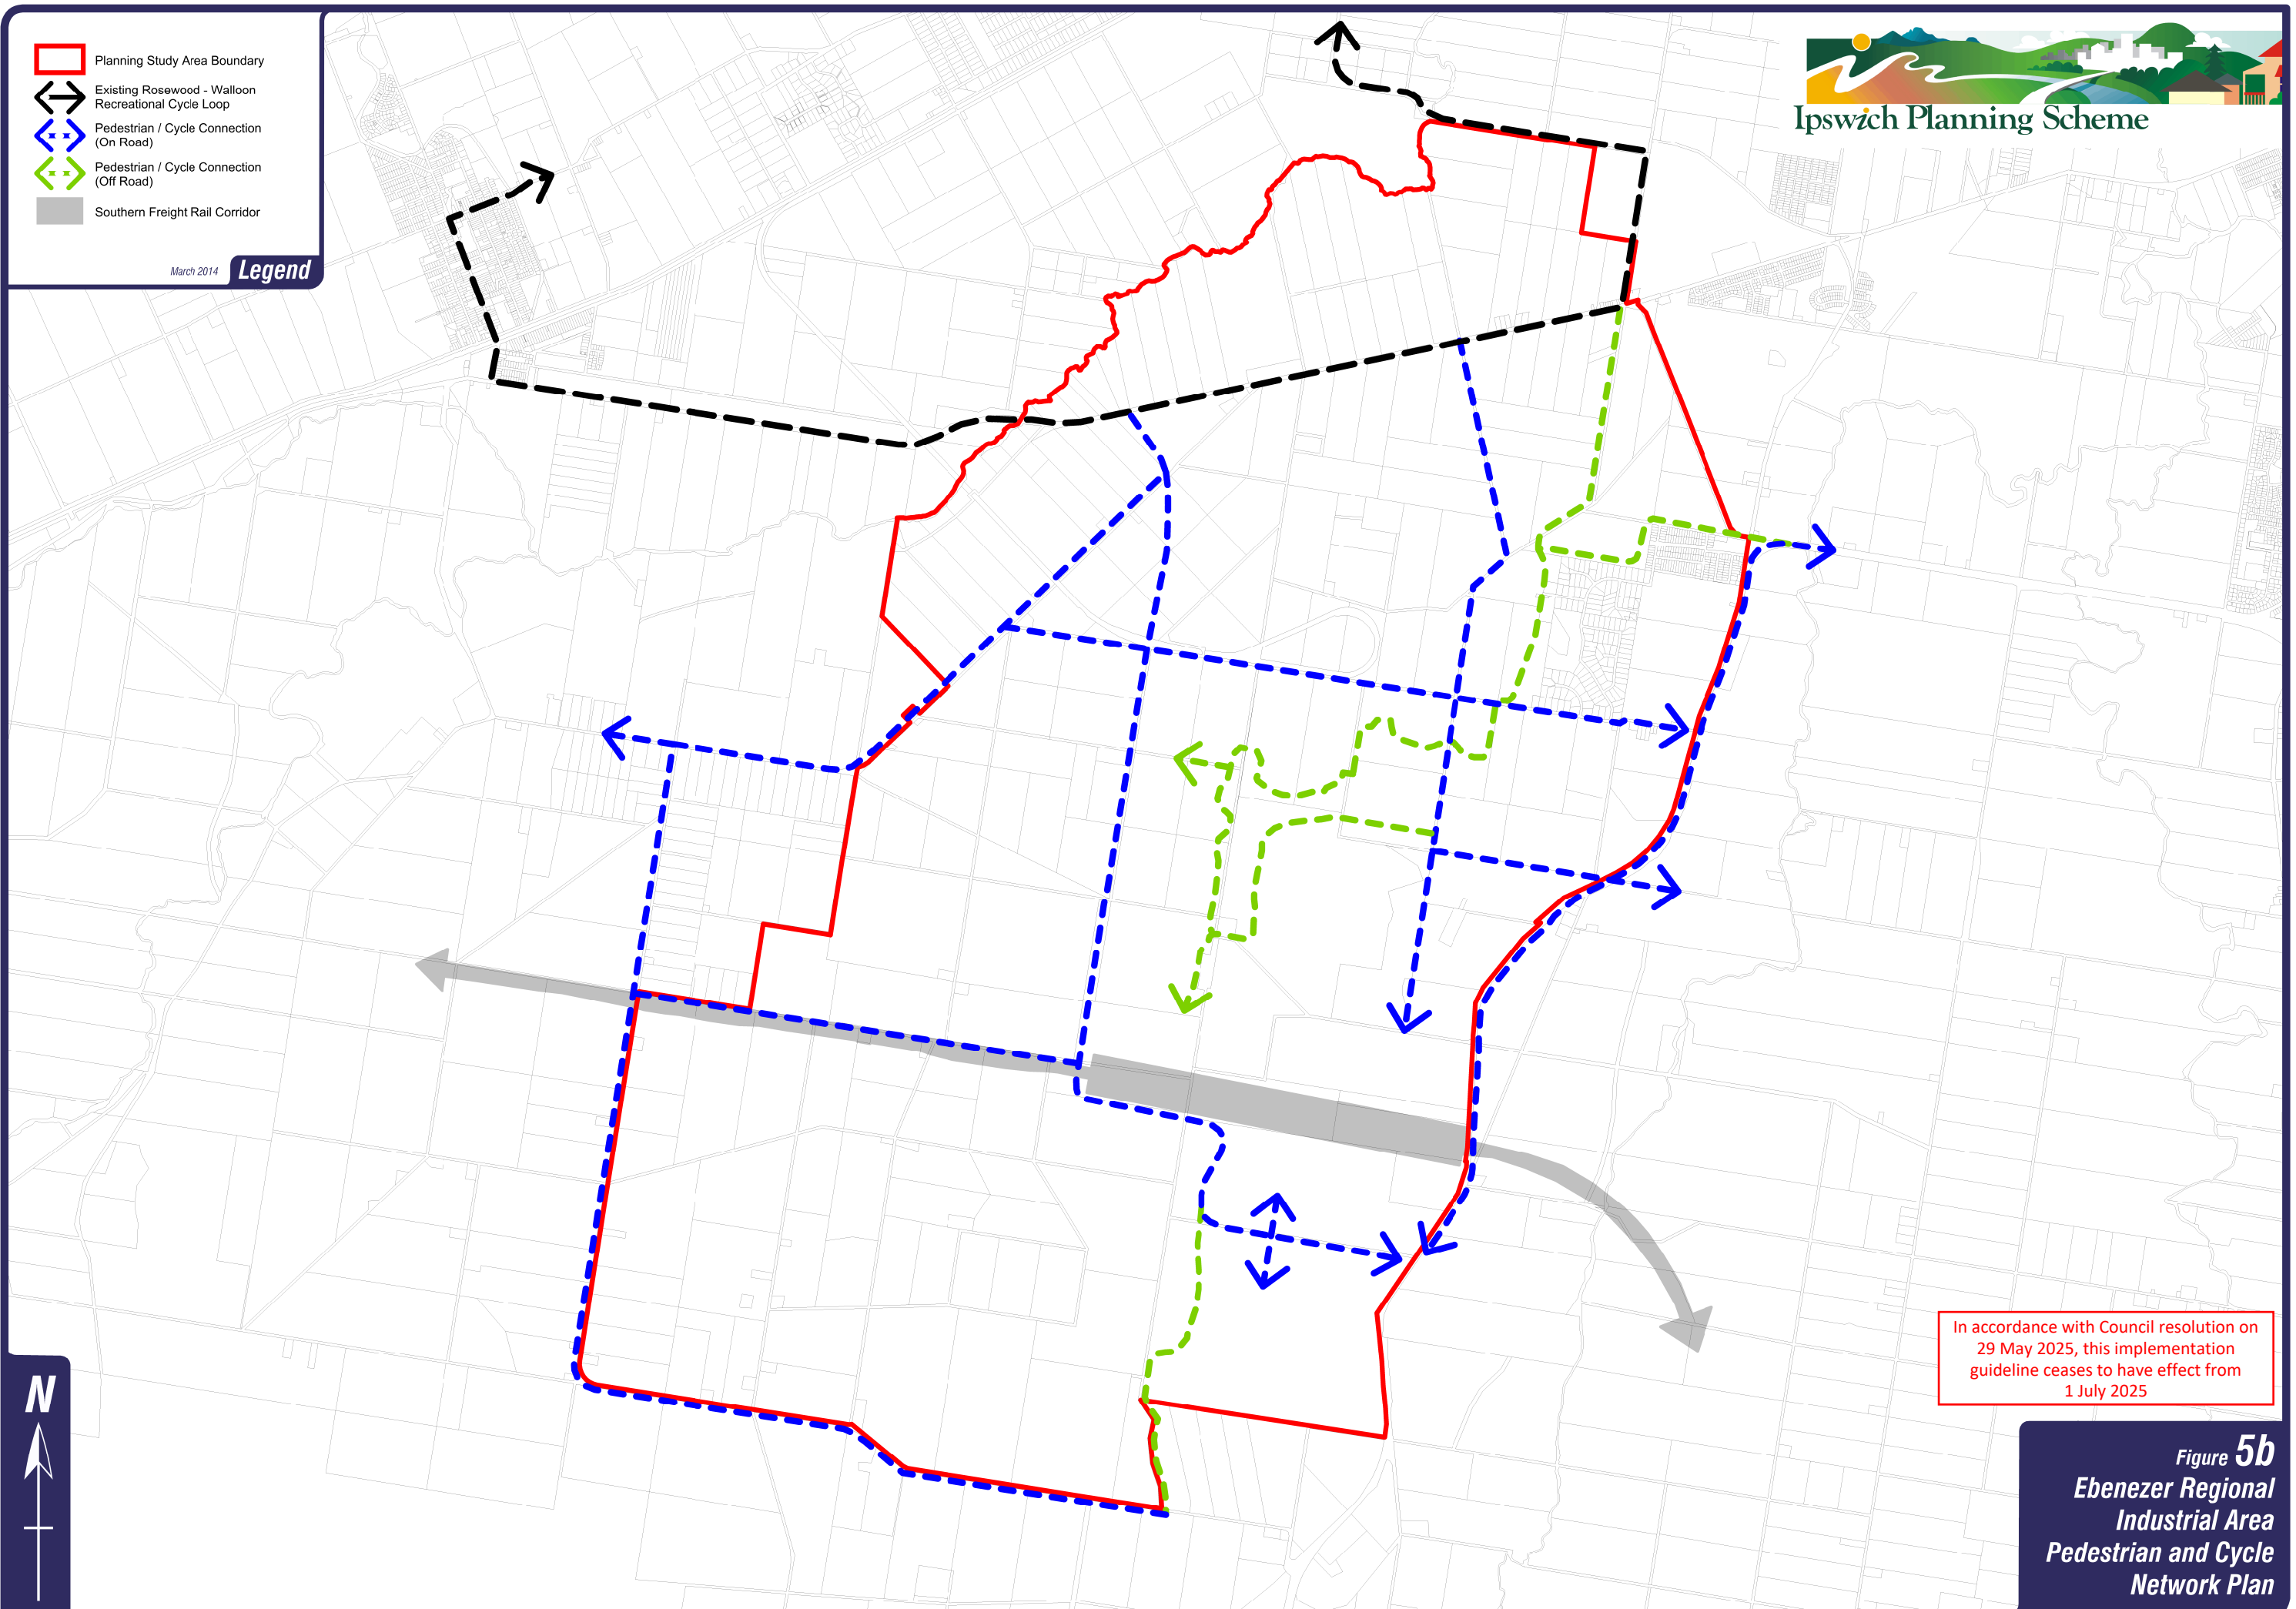 Planning Study Area Boundary
Existing Rosewood - Walloon
Recreational Cycle Loop
Pedestrian / Cycle Connection
(On Road)
Pedestrian / Cycle Connection
(Off Road)
Southern Freight Rail Corridor
March 2014
Legend
Ipswich Planning Scheme
In accordance with Council resolution on
29 May 2025, this implementation
guideline ceases to have effect from
1 July 2025
N
Figure 5b
Ebenezer Regional
Industrial Area
Pedestrian and Cycle
Network Plan